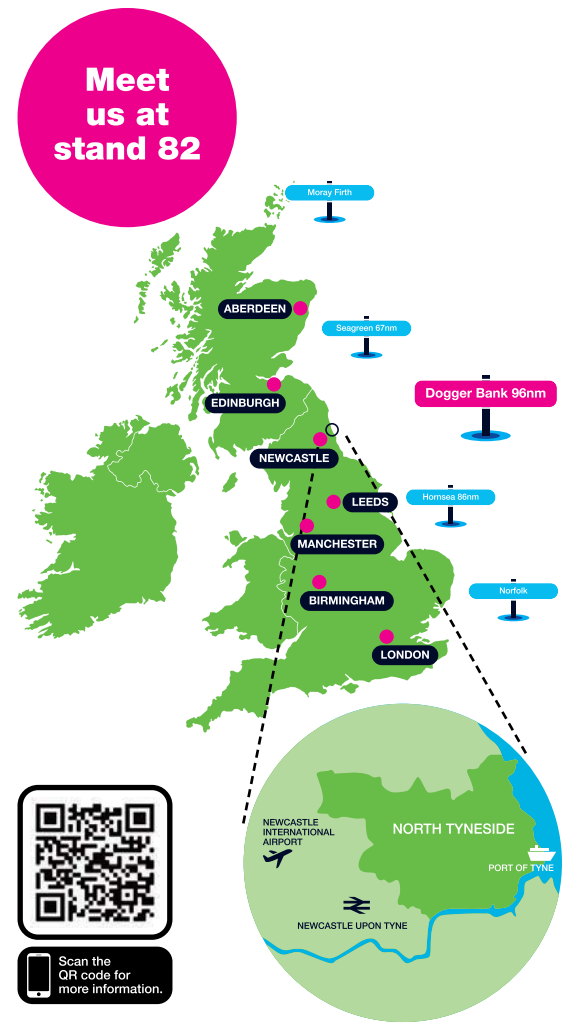 Meet
us at
stand 82
Moray Firth
ABERDEEN
Seagreen 67nm
EDINBURGH
Dogger Bank 96nm
NEWCASTLE
LEEDS
Hornsea 86nm
MANCHESTER
BIRMINGHAM
Norfolk
LONDON
NEWCASTLE
INTERNATIONAL
AIRPORT
NORTH TYNESIDE
PORT OF TYNE
NEWCASTLE UPON TYNE
Scan the
QR code for
more information.